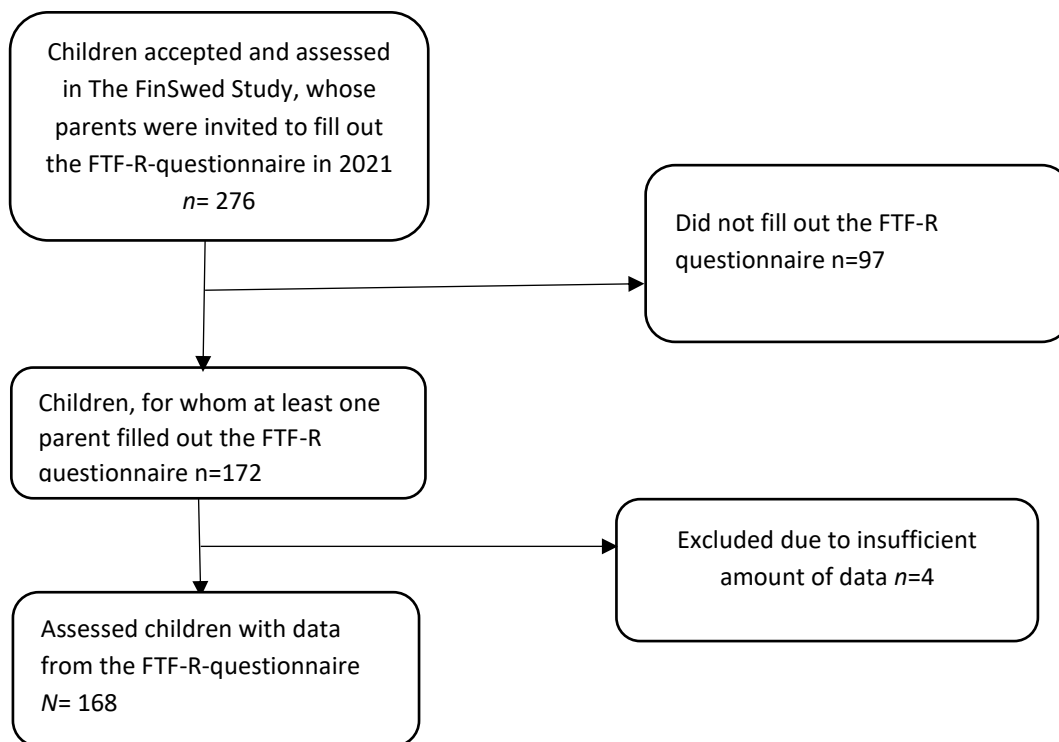 Children accepted and assessed
in The FinSwed Study, whose
parents were invited to fill out
the FTF-R-questionnaire in 2021
n= 276
Did not fill out the FTF-R
questionnaire n=97
Children, for whom at least one
parent filled out the FTF-R
questionnaire n=172
Excluded due to insufficient
amount of data n=4
Assessed children with data
from the FTF-R-questionnaire
N= 168